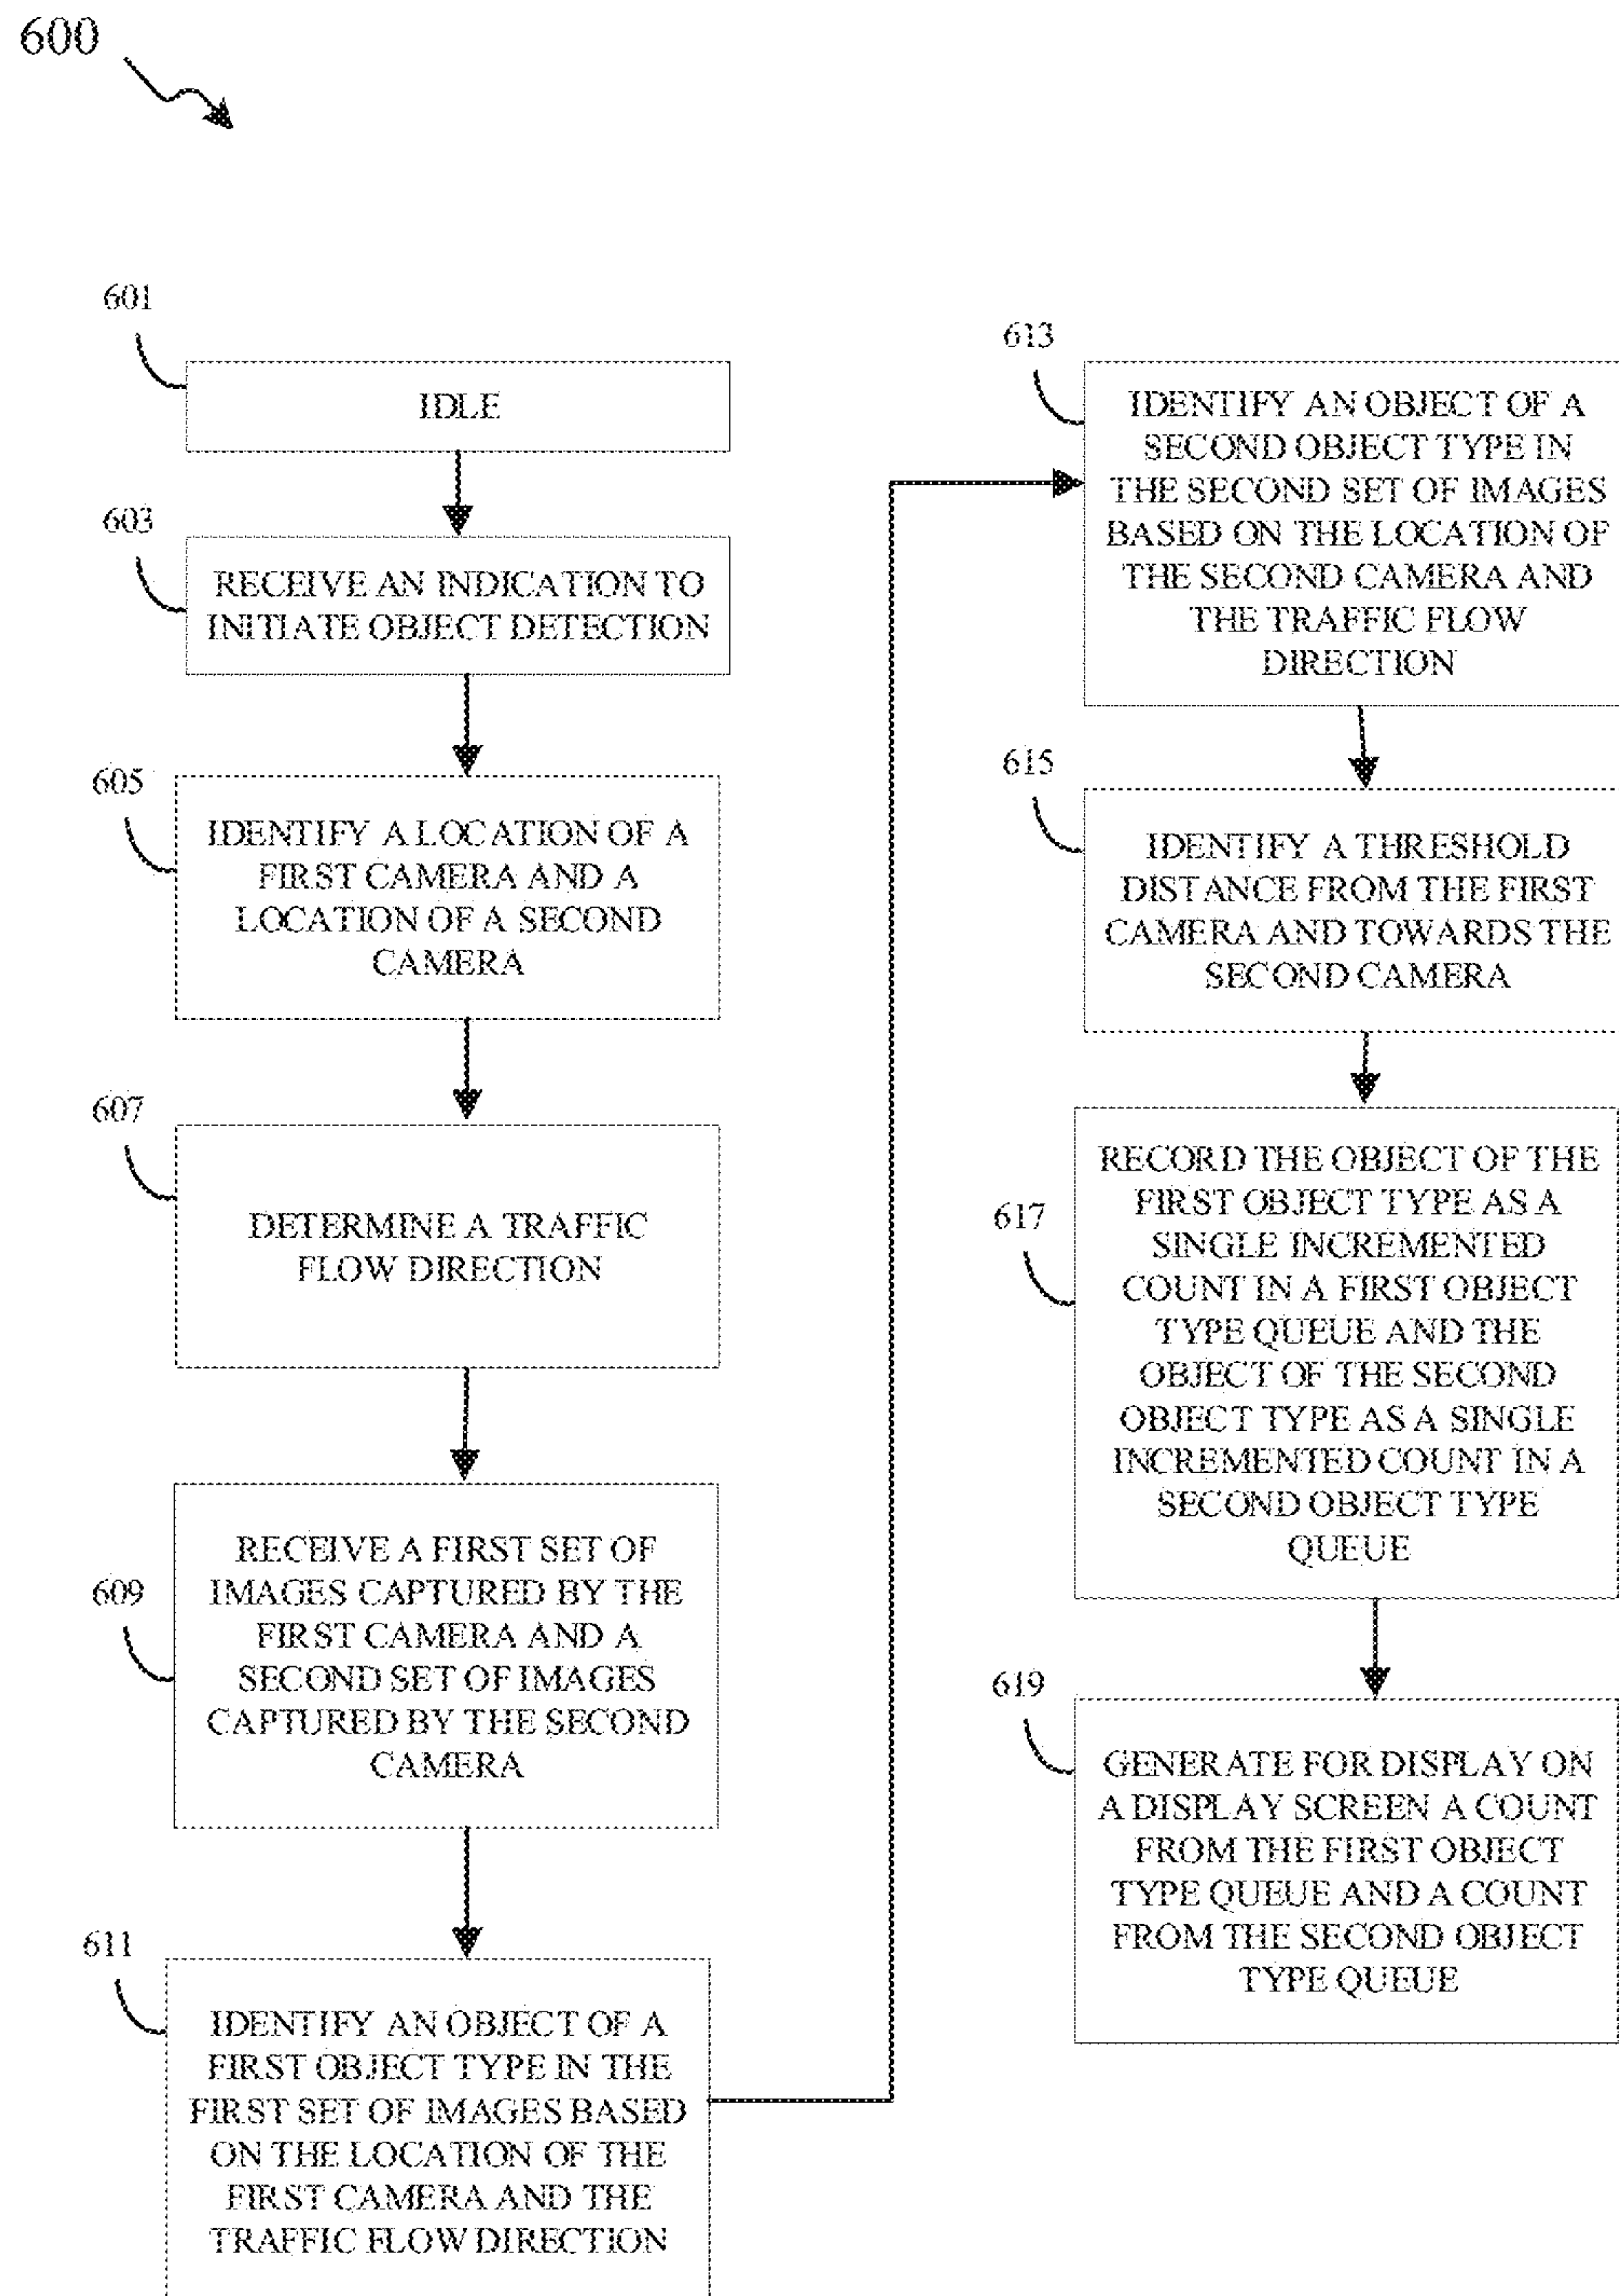 600
601
IDLE
603
RECEIVE AN INDICATION TO
INITIATE OBJECT DETECTION
605
IDENTIFY A LOCATION OF A
FIRST CAMERA AND A
LOCATION OF A SECOND
CAMERA
607
DETERMINE A TRAFFIC
FLOW DIRECTION
609
RECEIVE A FIRST SET OF
IMAGES CAPTURED BY THE
FIRST CAMERA AND A
SECOND SET OF IMAGES
CAPTURED BY THE SECOND
CAMERA
611
IDENTIFY AN OBJECT OF A
FIRST OBJECT TYPE IN THE
FIRST SET OF IMAGES BASED
ON THE LOCATION OF THE
FIRST CAMERA AND THE
TRAFFIC FLOW DIRECTION
613
IDENTIFY AN OBJECT OF A
SECOND OBJECT TYPE IN
THE SECOND SET OF IMAGES
BASED ON THE LOCATION OF
THE SECOND CAMERA AND
THE TRAFFIC FLOW
DIRECTION
615
IDENTIFY A THRESHOLD
DISTANCE FROM THE FIRST
CAMERA AND TOWARDS THE
SECOND CAMERA
617
RECORD THE OBJECT OF THE
FIRST OBJECT TYPE AS A
SINGLE INCREMENTED
COUNT IN A FIRST OBJECT
TYPE QUEUE AND THE
OBJECT OF THE SECOND
OBJECT TYPE AS A SINGLE
INCREMENTED COUNT IN A
SECOND OBJECT TYPE
QUEUE
619
GENERATE FOR DISPLAY ON
A DISPLAY SCREEN A COUNT
FROM THE FIRST OBJECT
TYPE QUEUE AND A COUNT
FROM THE SECOND OBJECT
TYPE QUEUE